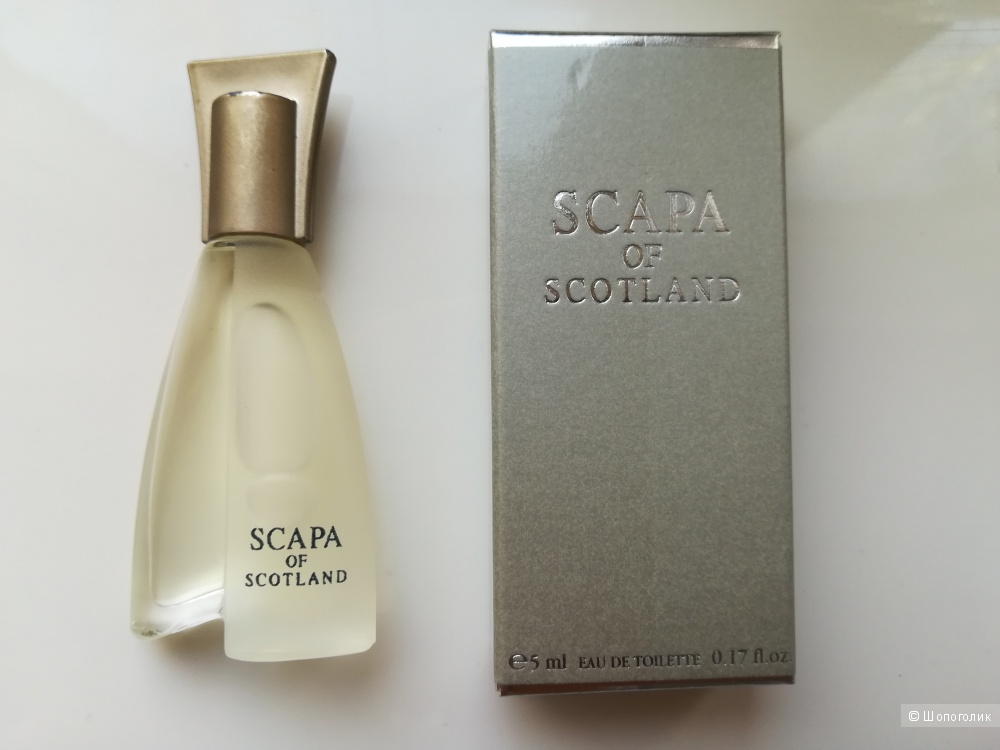 SCAPA
OF
SCOTLAND
SCAPA
OF
SCOTLAND
℮5 ml EAU DE TOILETTE 0.17 fl.oz.
© Шопоголик